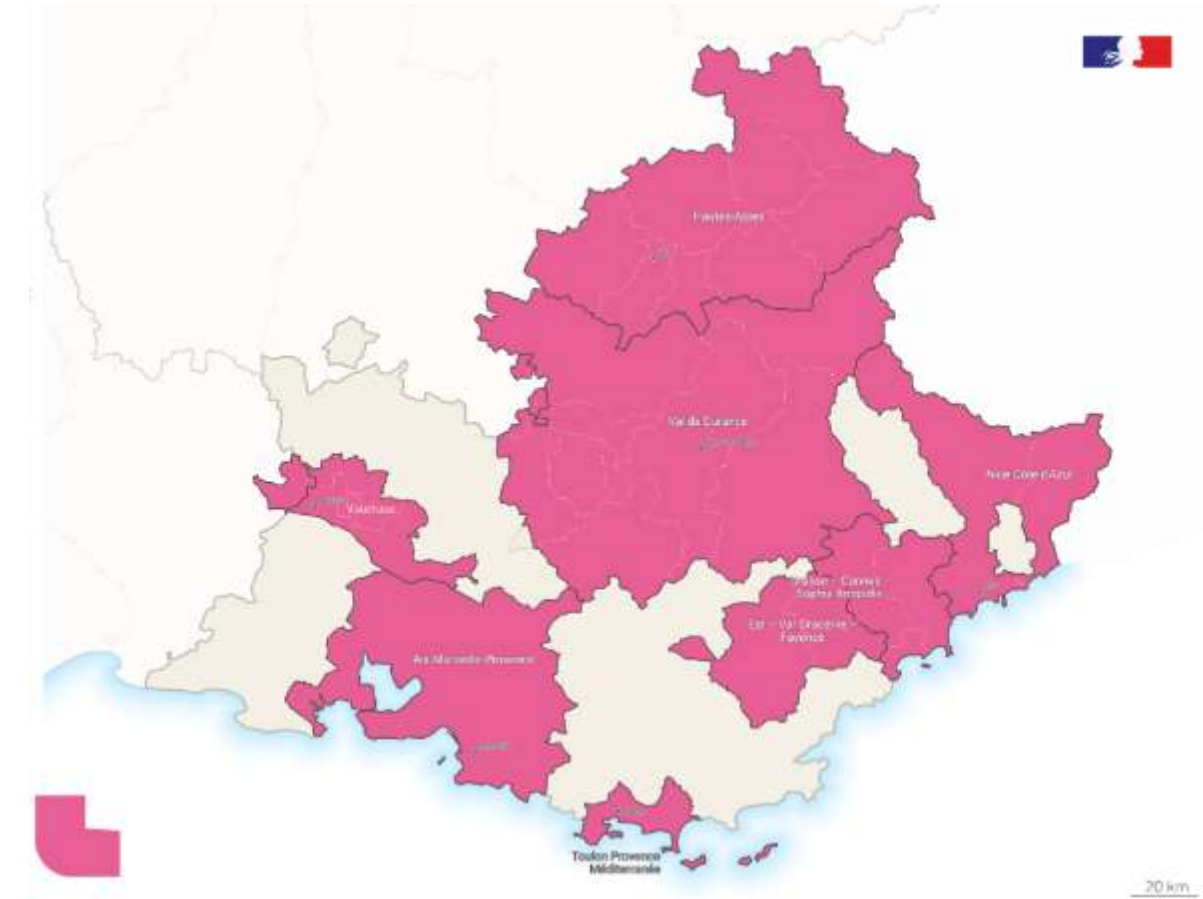 Hautes-Alpes
Val de Durance
Nice Côte d'Azur
Vaucluse
Grasse - Cannes -
Sophia Antipolis
Est - Val Dracénie -
Fayence
Aix-Marseille-Provence
Toulon Provence
Méditerranée
20 km